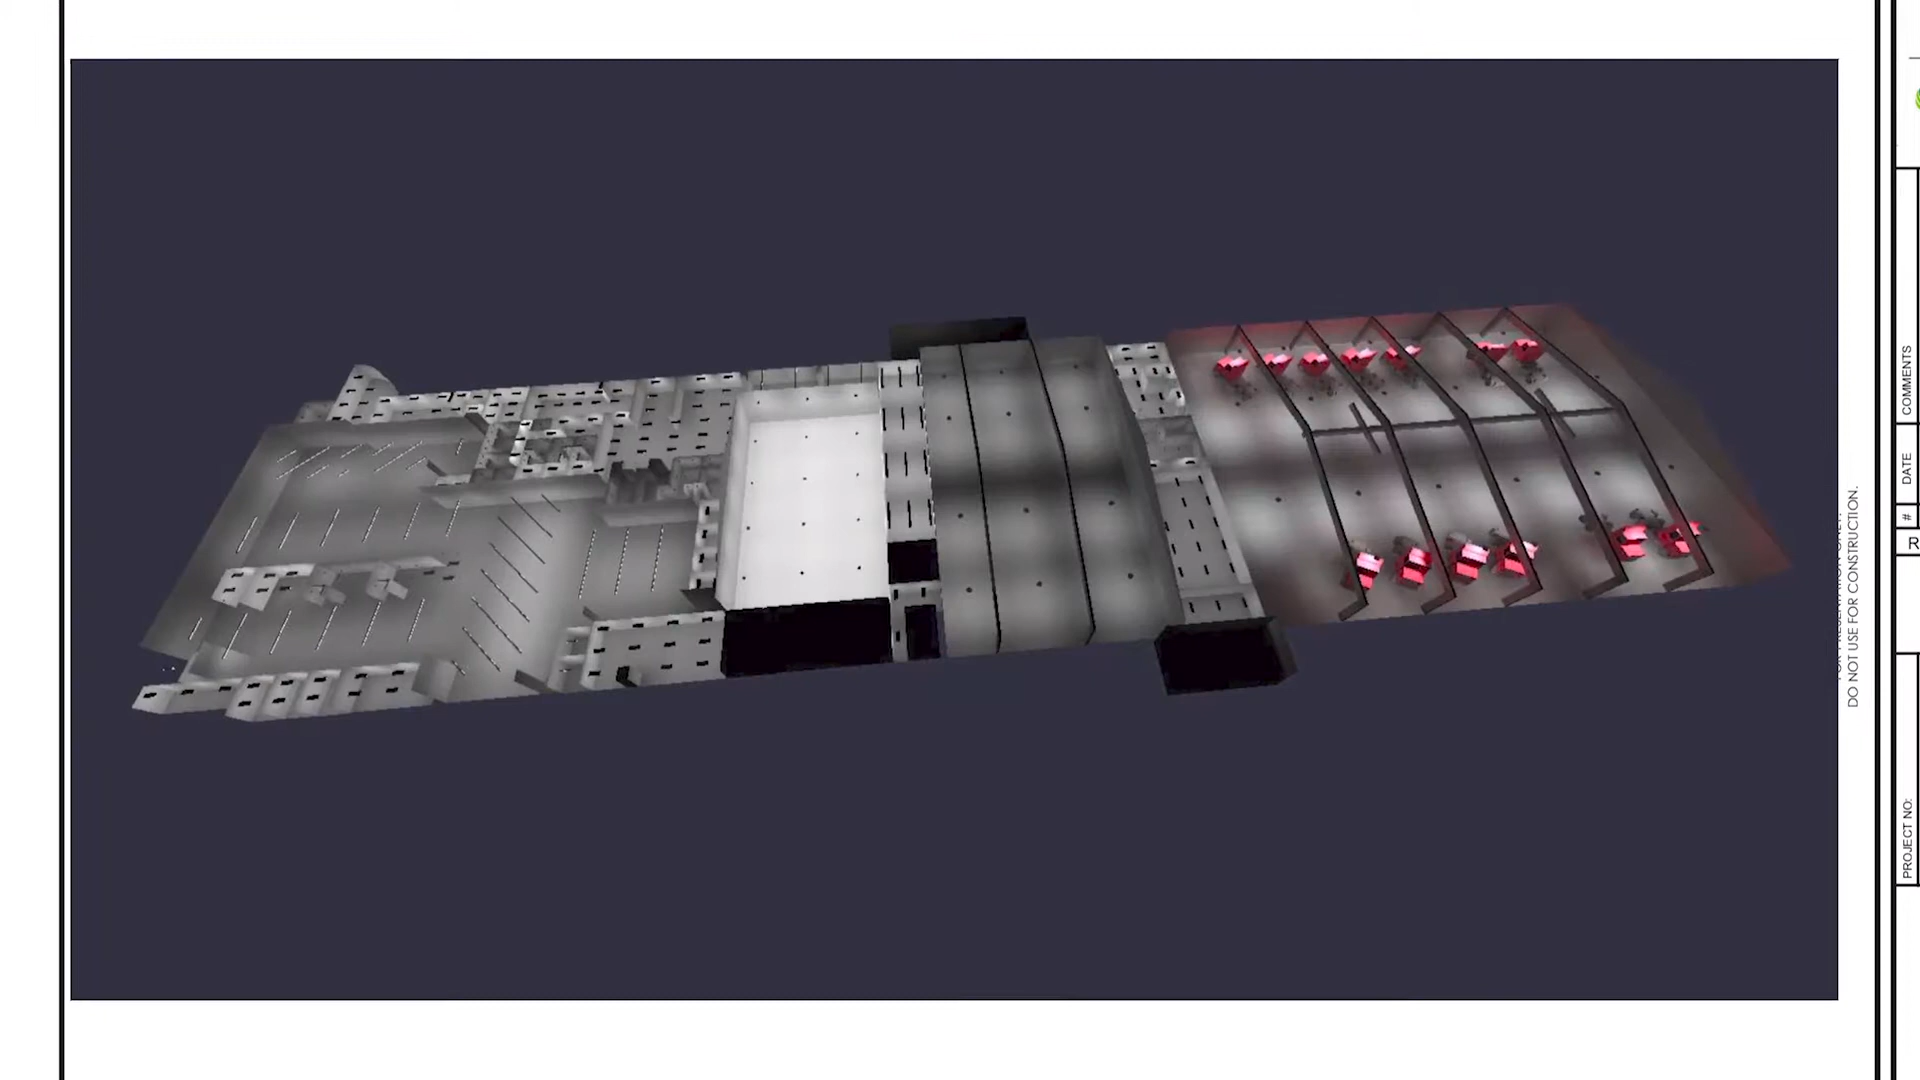 COMMENTS
DATE
#
R
DO NOT USE FOR CONSTRUCTION.
PROJECT NO: